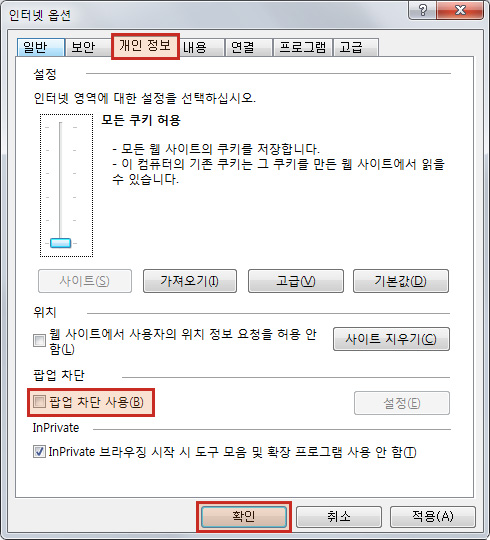 인터넷 옵션
일반 보안 개인 정보 내용 연결 프로그램 고급
설정
인터넷 영역에 대한 설정을 선택하십시오.
모든 쿠키 허용
- 모든 웹 사이트의 쿠키를 저장합니다.
- 이 컴퓨터의 기존 쿠키는 그 쿠키를 만든 웹 사이트에서 읽을
수 있습니다.
사이트(S) 가져오기(I) 고급(V) 기본값(D)
위치
웹 사이트에서 사용자의 위치 정보 요청을 허용 안
함(L)
사이트 지우기(C)
팝업 차단
팝업 차단 사용(B) 설정(E)
InPrivate
InPrivate 브라우징 시작 시 도구 모음 및 확장 프로그램 사용 안 함(T)
확인 취소 적용(A)